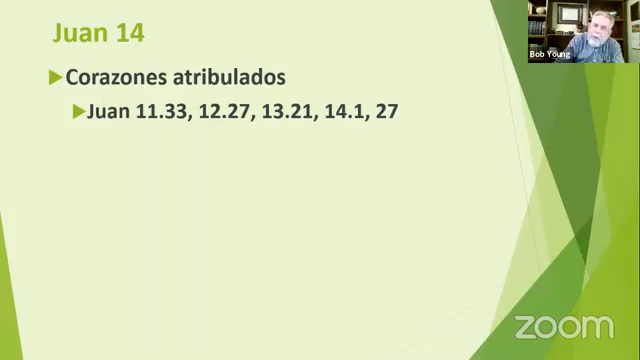 Juan 14
Bob Young
Corazones atribulados
Juan 11.33, 12.27, 13.21, 14.1, 27
zoom